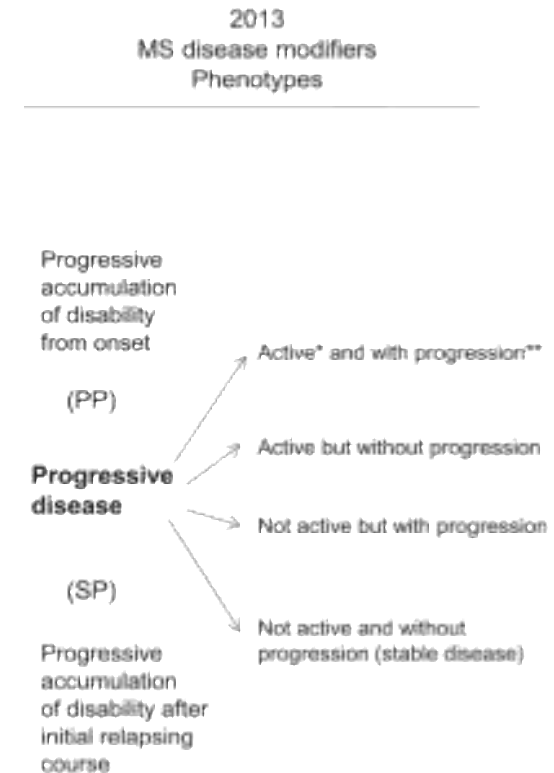 2013
MS disease modifiers
Phenotypes
Progressive
accumulation
of disability
from onset
(PP)
Progressive
disease
(SP)
Progressive
accumulation
of disability after
initial relapsing
course
Active* and with progression**
Active but without progression
Not active but with progression
Not active and without
progression (stable disease)